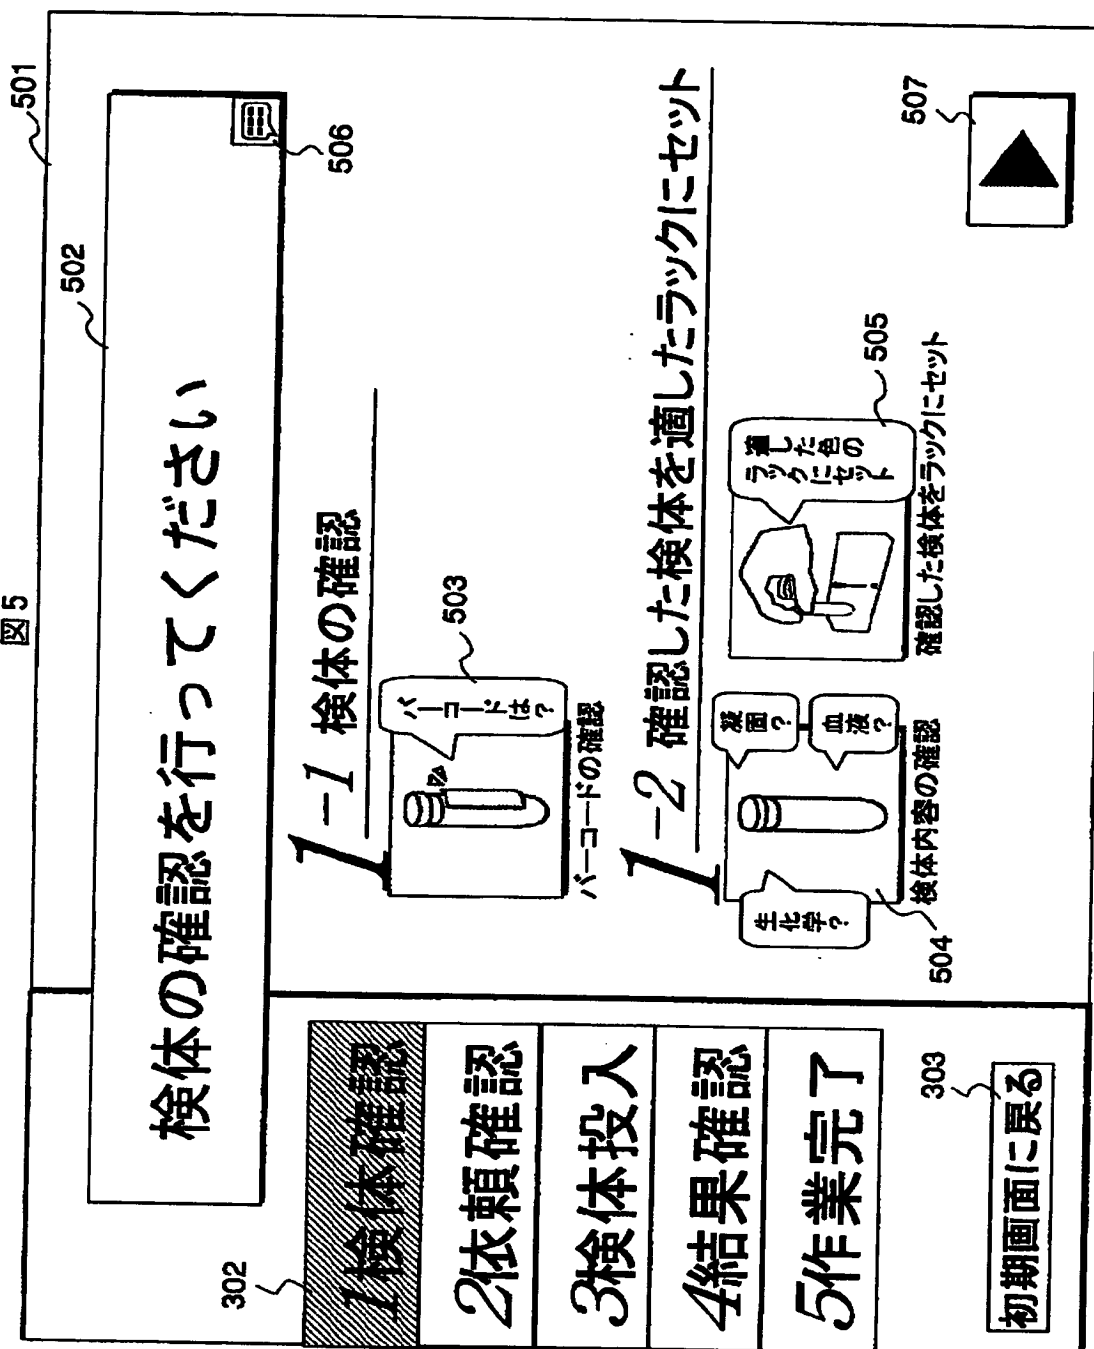 図5
501
502
検体の確認を行ってください
506
302
1検体確認
2依頼確認
3検体投入
4結果確認
5作業完了
303
初期画面に戻る
1-1 検体の確認
503
バーコードは?
バーコードの確認
1-2 確認した検体を適したラックにセット
生化学?
凝固?
血液?
504
検体内容の確認
適した色の
ラックにセット
505
確認した検体をラックにセット
507